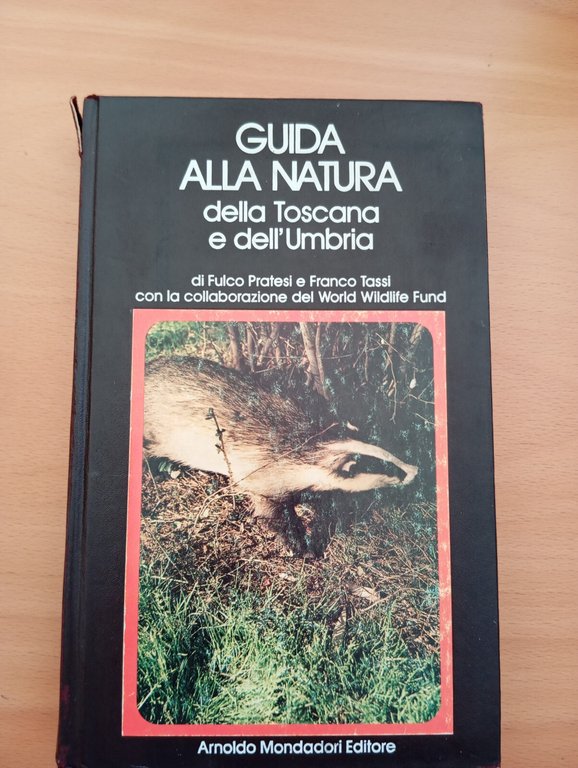 GUIDA
ALLA NATURA
della Toscana
e dell'Umbria
di Fulco Pratesi e Franco Tassi
con la collaborazione del World Wildlife Fund
Arnoldo Mondadori Editore